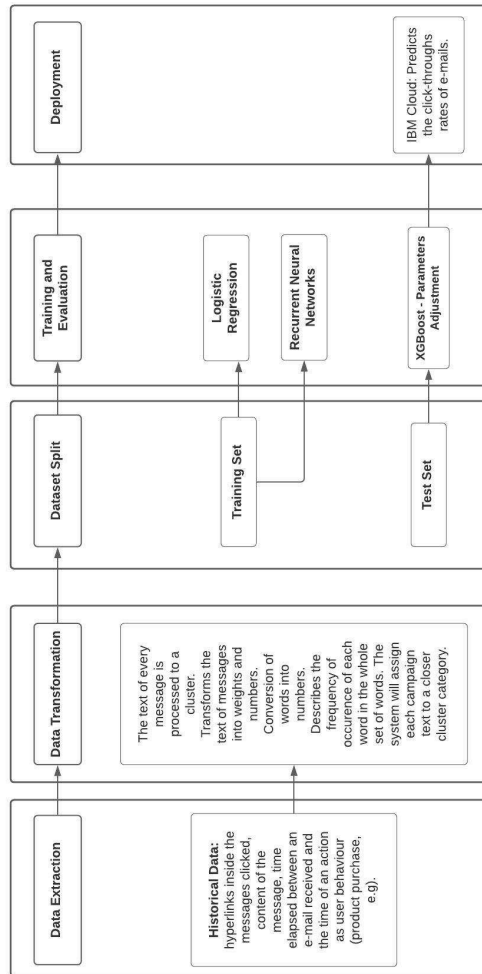 Data Extraction
Historical Data:
hyperlinks inside the
messages clicked,
content of the
message, time
elapsed between an
e-mail received and
the time of an action
as user behaviour
(product purchase,
e.g).
Data Transformation
The text of every
message is
processed to a
cluster.
Transforms the
text of messages
into weights and
numbers.
Conversion of
words into
numbers.
Describes the
frequency of
occurence of each
word in the whole
set of words. The
system will assign
each campaign
text to a closer
cluster category.
Dataset Split
Training Set
Test Set
Training and
Evaluation
Logistic
Regression
Recurrent Neural
Networks
XGBoost - Parameters
Adjustment
Deployment
IBM Cloud: Predicts
the click-throughs
rates of e-mails.